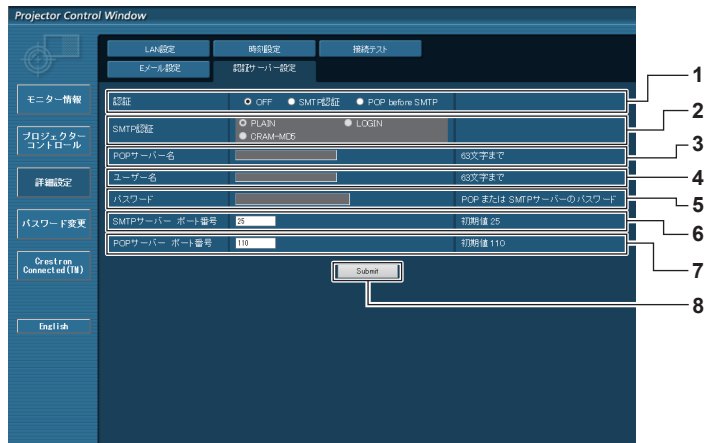 Projector Control Window
LAN設定
時刻設定
接続テスト
Eメール設定
認証サーバー設定
モニター情報
プロジェクター
コントロール
詳細設定
パスワード変更
Crestron
Connected(TM)
English
認証
OFF
SMTP認証
POP before SMTP
SMTP認証
PLAIN
LOGIN
CRAM-MD5
POPサーバー名
63文字まで
ユーザー名
63文字まで
パスワード
POP または SMTPサーバーのパスワード
SMTPサーバー ポート番号
25
初期値 25
POPサーバー ポート番号
110
初期値 110
Submit
1
2
3
4
5
6
7
8